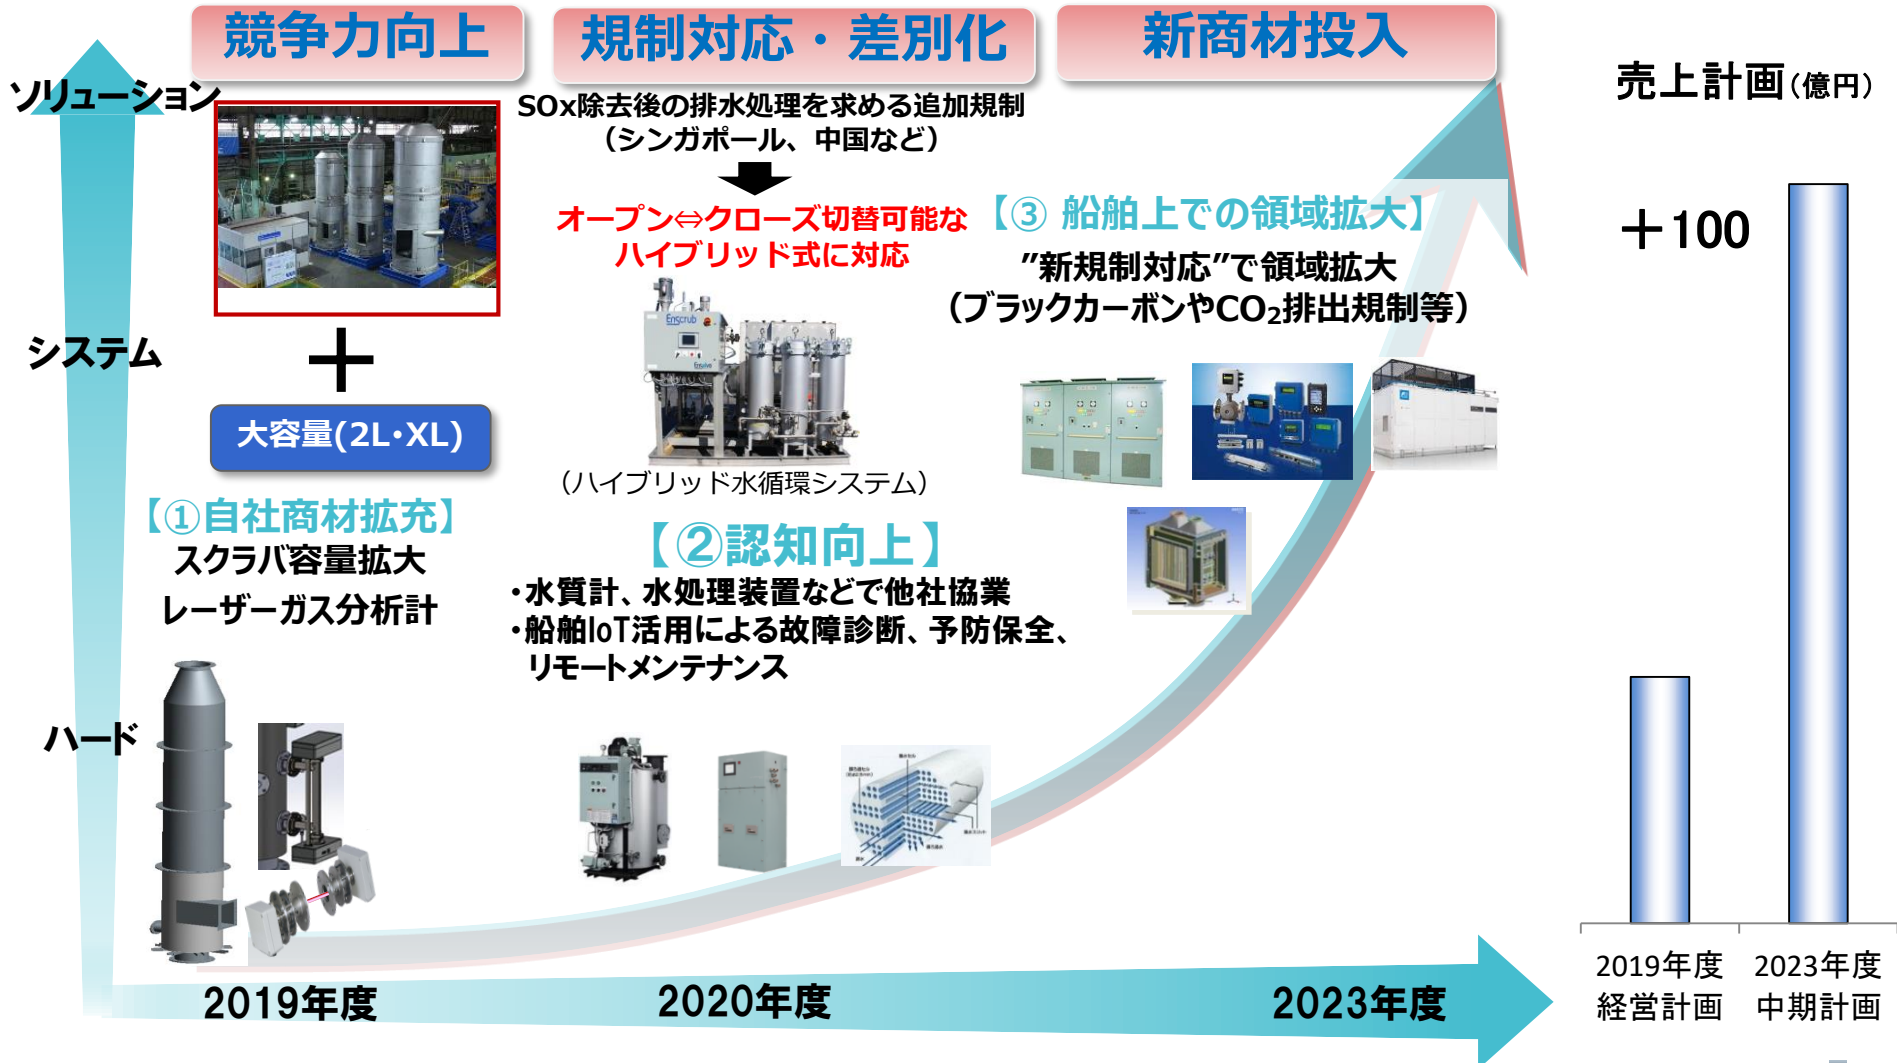 競争力向上
規制対応・差別化
新商材投入
ソリューション
システム
ハード
大容量(2L・XL)
【①自社商材拡充】
スクラバ容量拡大
レーザーガス分析計
SOx除去後の排水処理を求める追加規制
（シンガポール、中国など）
オープン⇔クローズ切替可能な
ハイブリッド式に対応
Enscrub
（ハイブリッド水循環システム）
【②認知向上】
・水質計、水処理装置などで他社協業
・船舶IoT活用による故障診断、予防保全、
リモートメンテナンス
【③ 船舶上での領域拡大】
”新規制対応”で領域拡大
（ブラックカーボンやCO₂排出規制等）
2019年度
2020年度
2023年度
売上計画（億円）
＋100
2019年度
経営計画
2023年度
中期計画